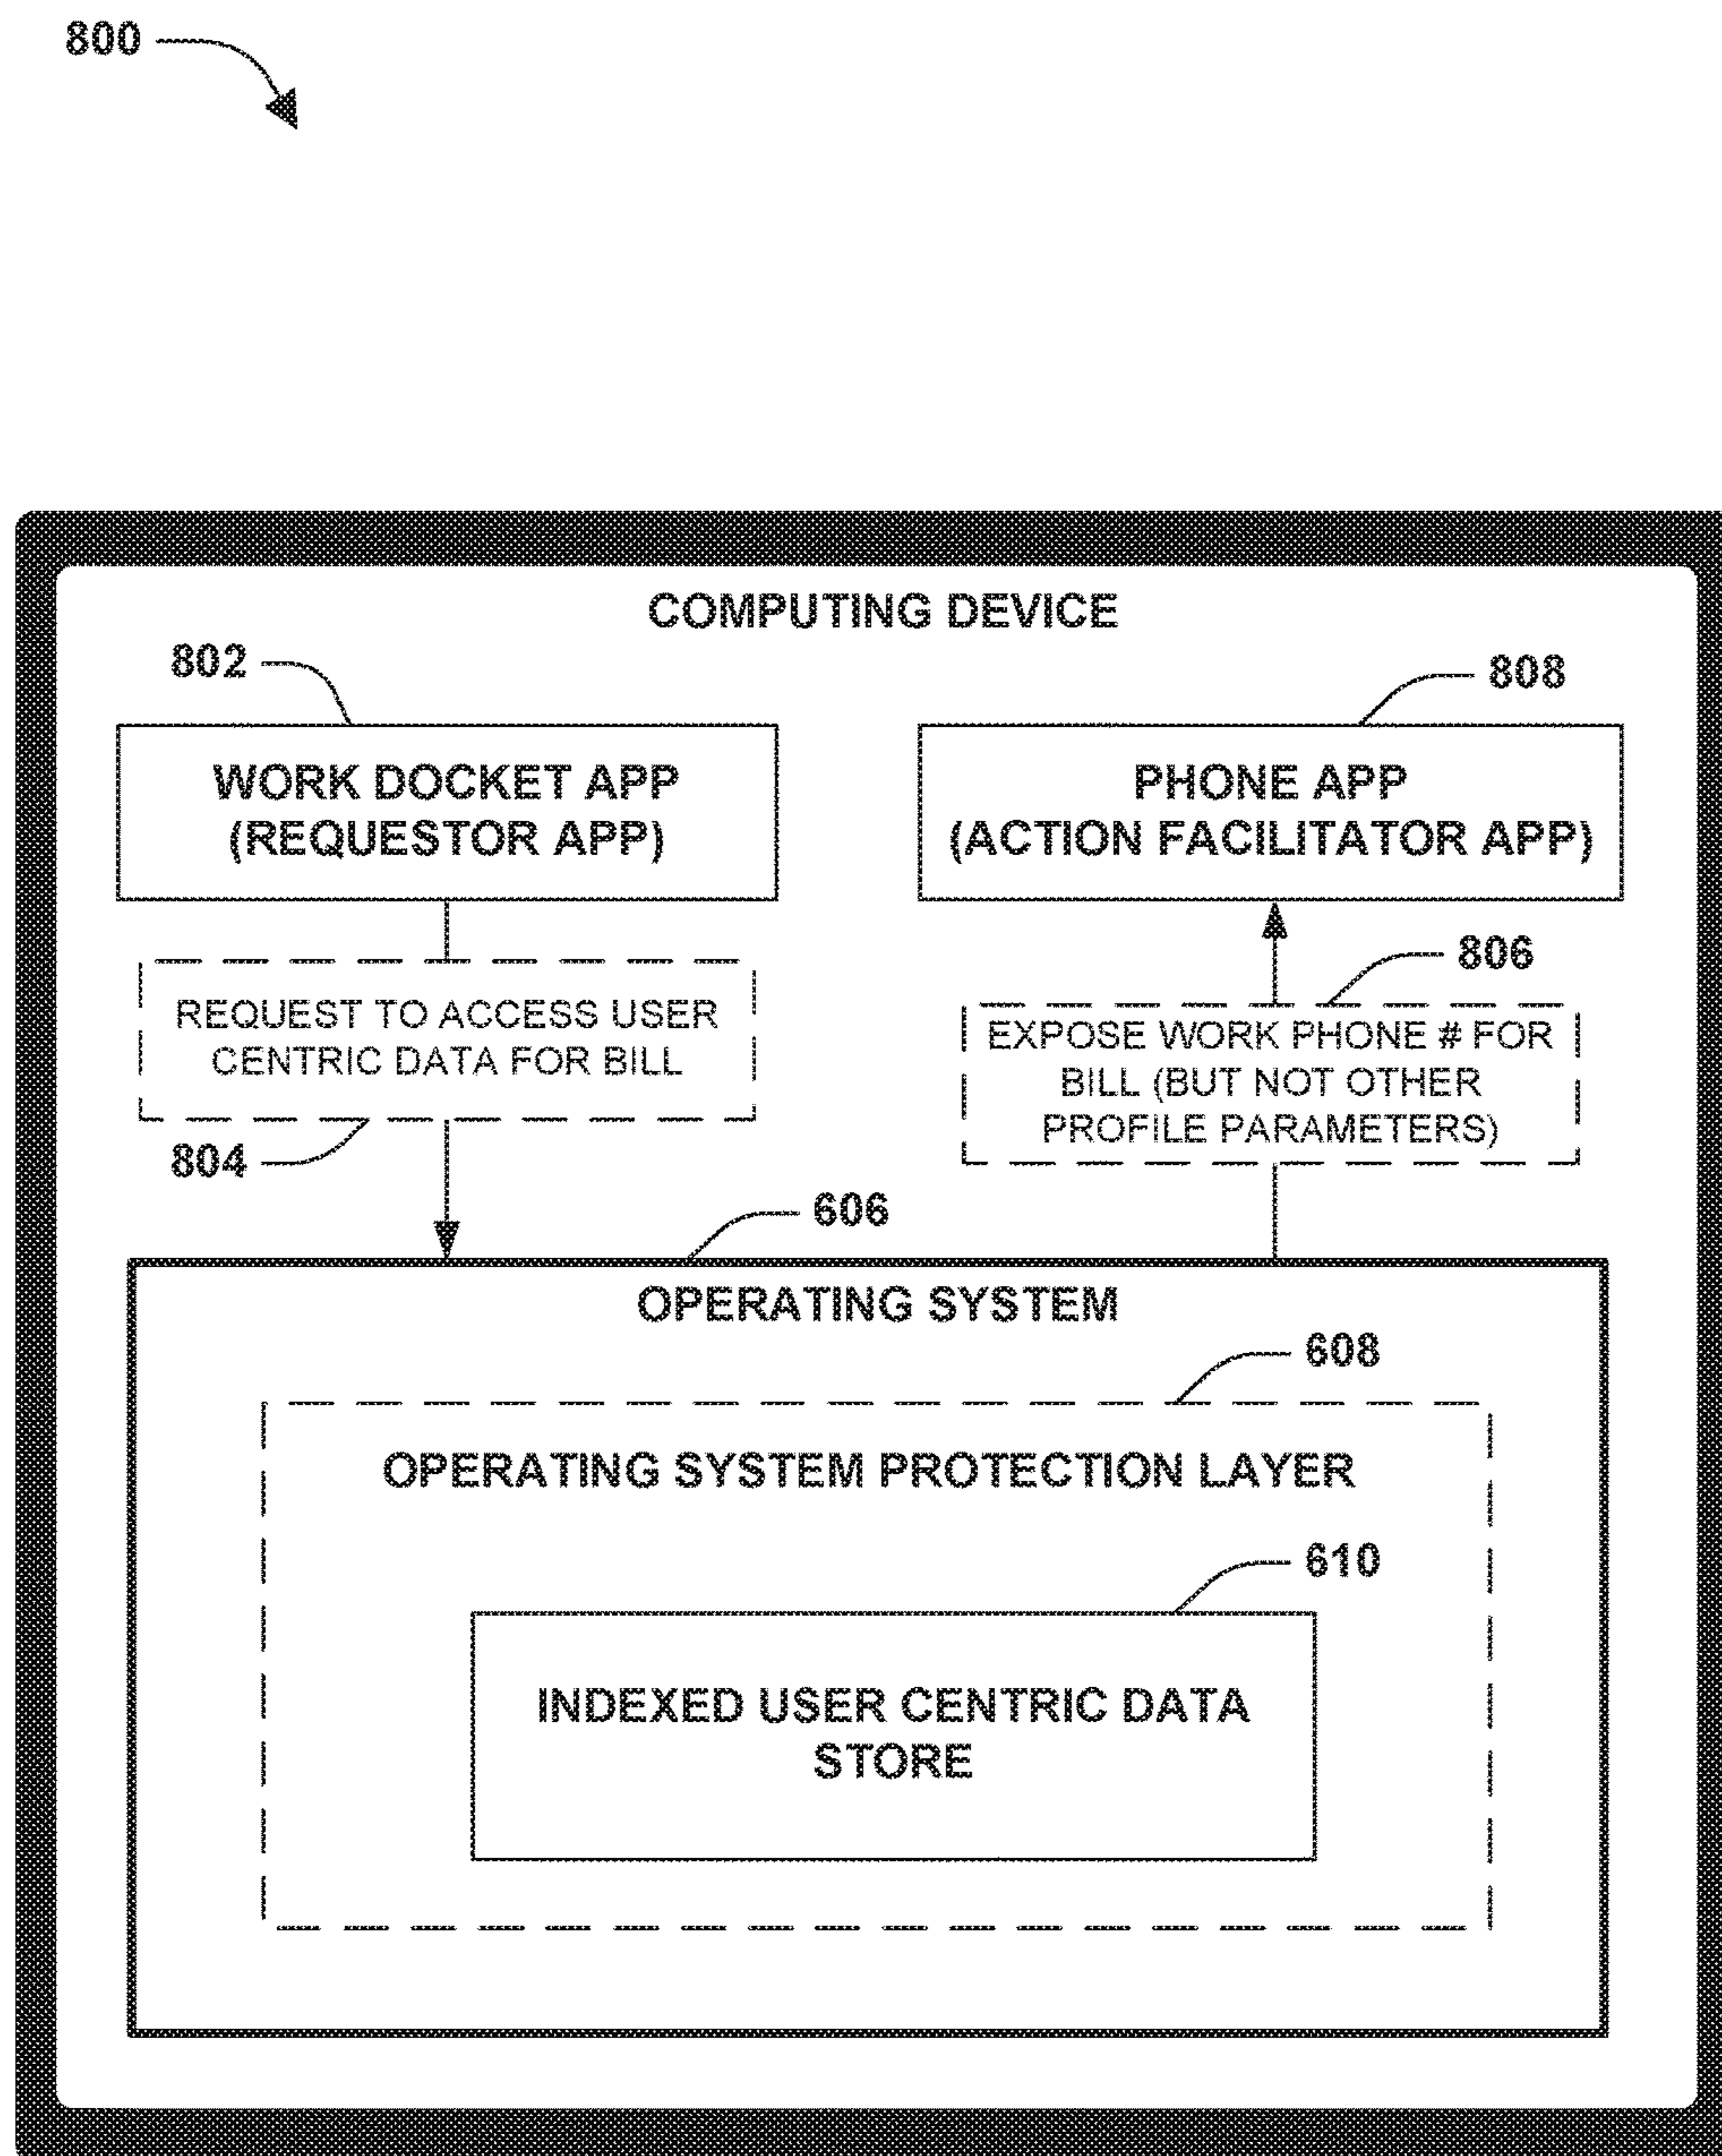 800
COMPUTING DEVICE
802
808
WORK DOCKET APP
(REQUESTOR APP)
PHONE APP
(ACTION FACILITATOR APP)
806
REQUEST TO ACCESS USER
CENTRIC DATA FOR BILL
EXPOSE WORK PHONE # FOR
BILL (BUT NOT OTHER
PROFILE PARAMETERS)
804
606
OPERATING SYSTEM
608
OPERATING SYSTEM PROTECTION LAYER
610
INDEXED USER CENTRIC DATA
STORE